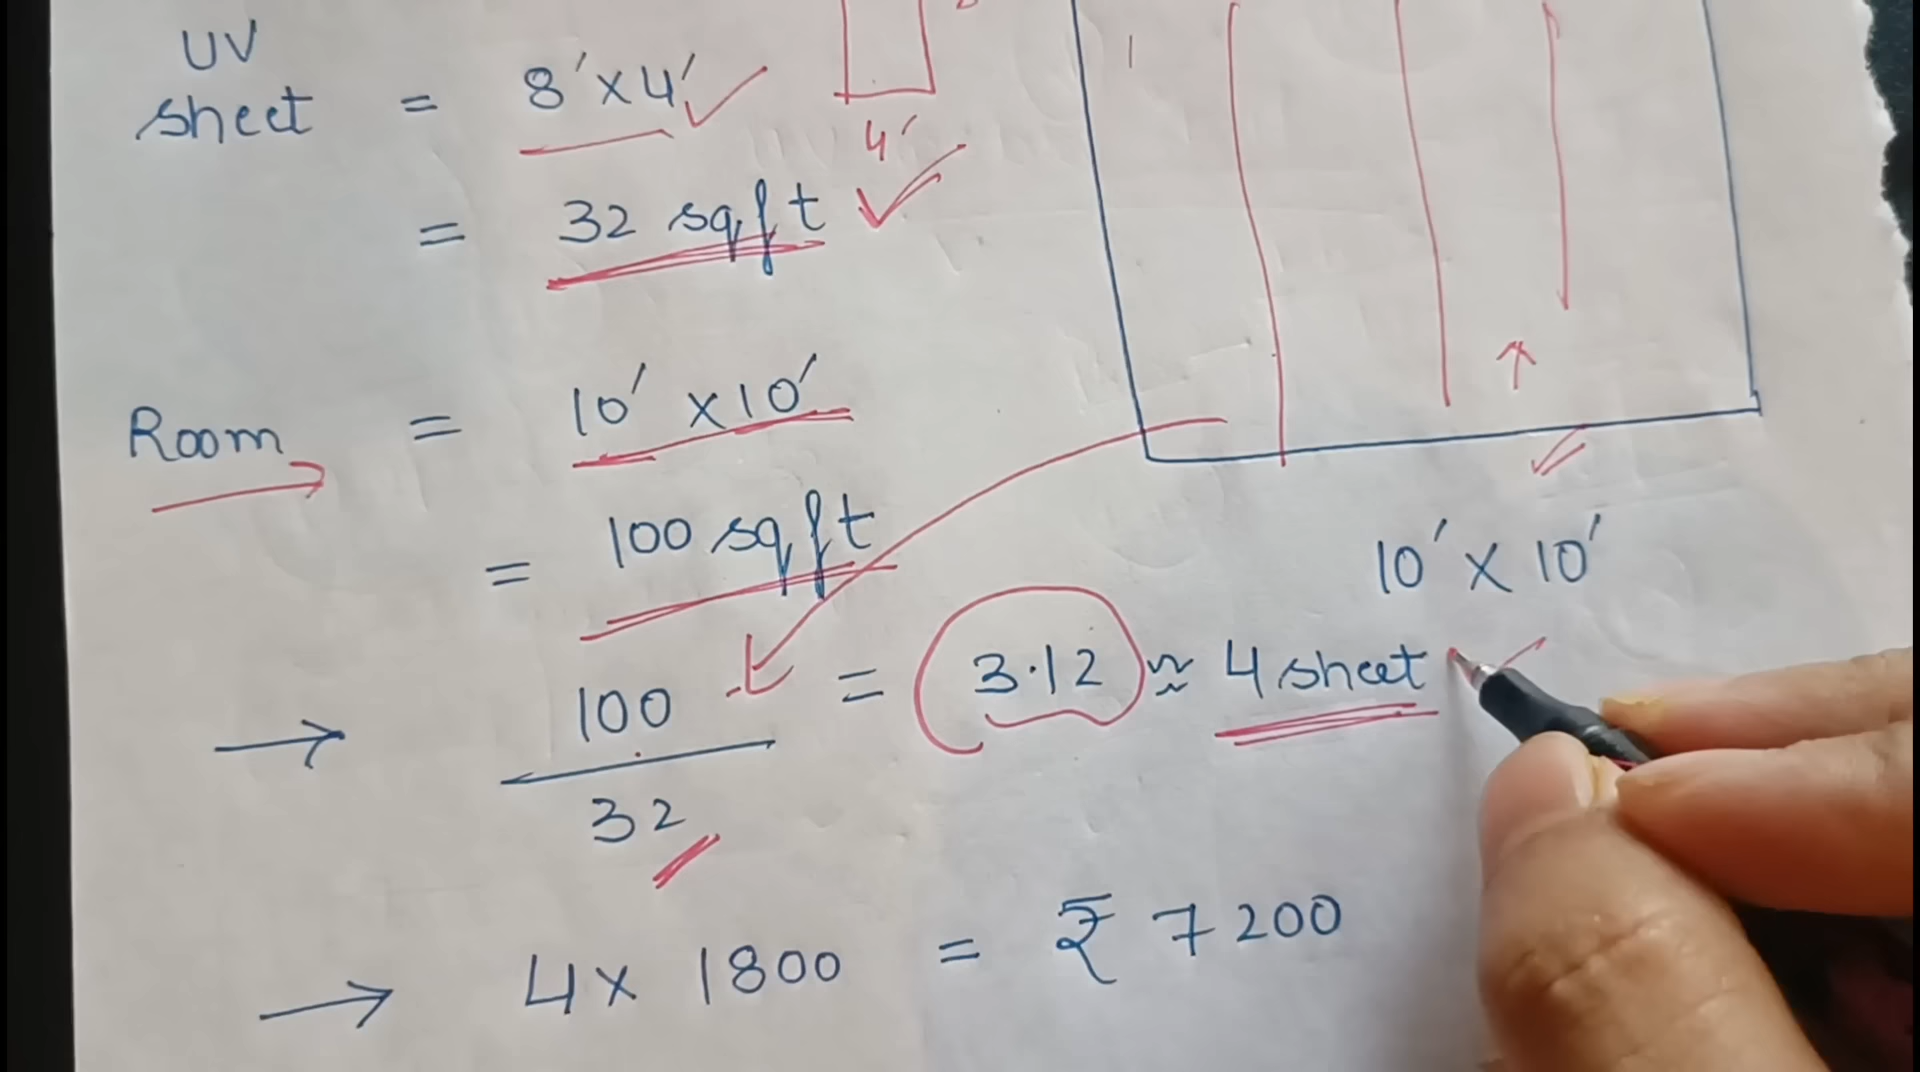 UV
sheet = 8' x 4'
4'
= 32 sqft
Room = 10' x 10'
= 100 sqft
10' x 10'
→ 100 / 32 = 3.12 ≈ 4 sheet
→ 4 x 1800 = ₹ 7200